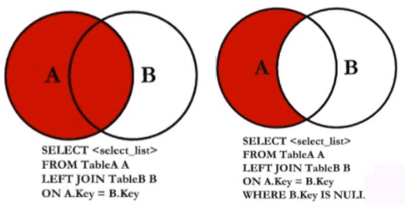 A
B
SELECT <select_list>
FROM TableA A
LEFT JOIN TableB B
ON A.Key = B.Key
A
B
SELECT <select_list>
FROM TableA A
LEFT JOIN TableB B
ON A.Key = B.Key
WHERE B.Key IS NULL